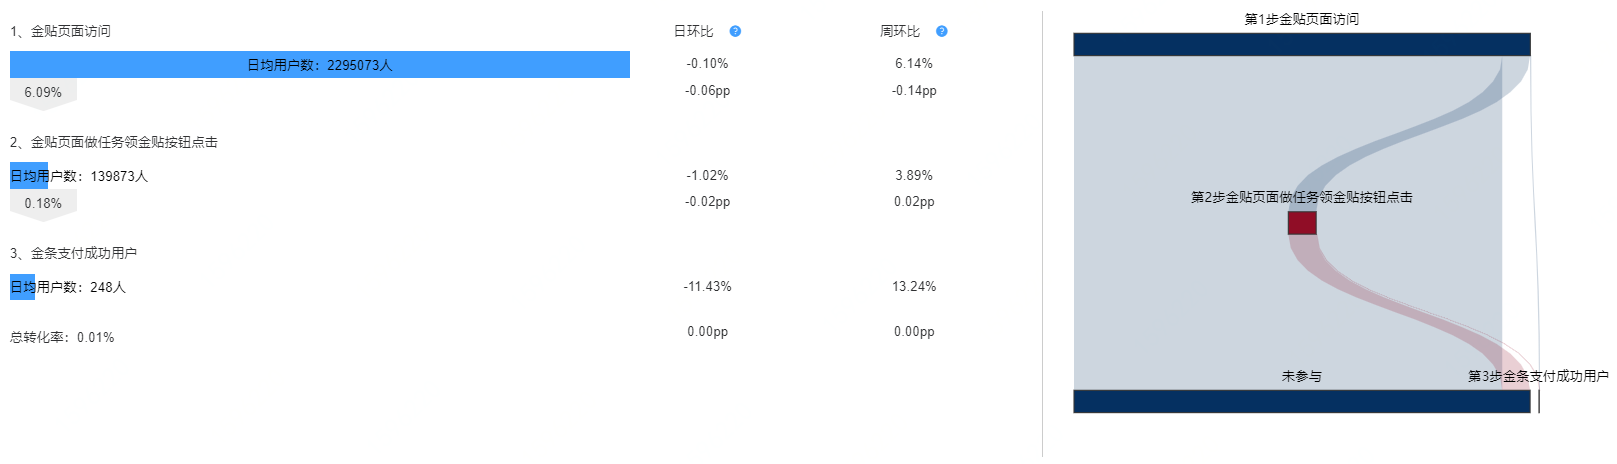 1、金贴页面访问
日环比 ?
周环比 ?
日均用户数：2295073人
-0.10%
6.14%
6.09%
-0.06pp
-0.14pp
2、金贴页面做任务领金贴按钮点击
日均用户数：139873人
-1.02%
3.89%
0.18%
-0.02pp
0.02pp
3、金条支付成功用户
日均用户数：248人
-11.43%
13.24%
总转化率：0.01%
0.00pp
0.00pp
第1步金贴页面访问
第2步金贴页面做任务领金贴按钮点击
未参与
第3步金条支付成功用户